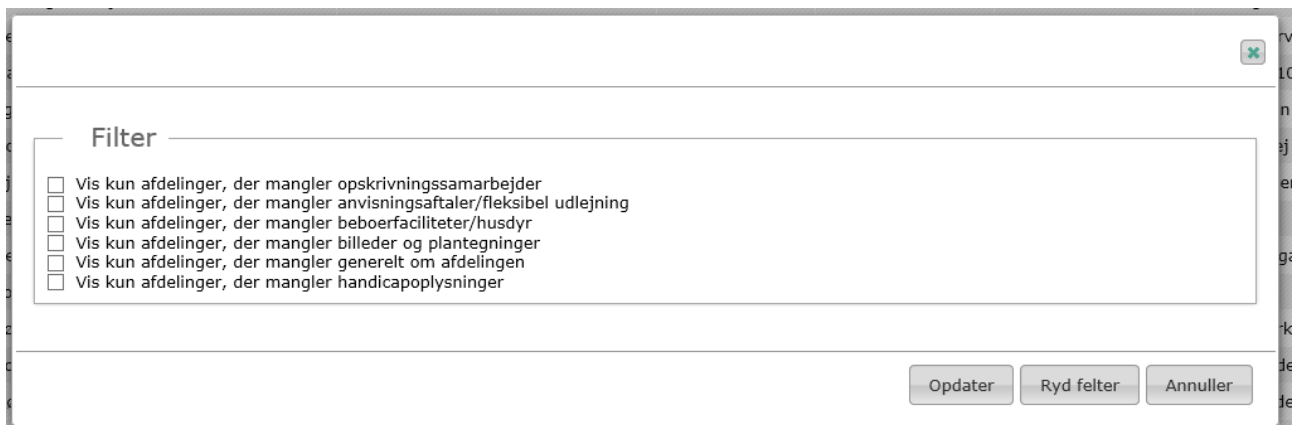 Filter
Vis kun afdelinger, der mangler opskrivningssamarbejder
Vis kun afdelinger, der mangler anvisningsaftaler/fleksibel udlejning
Vis kun afdelinger, der mangler beboerfaciliteter/husdyr
Vis kun afdelinger, der mangler billeder og plantegninger
Vis kun afdelinger, der mangler generelt om afdelingen
Vis kun afdelinger, der mangler handicapoplysninger
Opdater Ryd felter Annuller